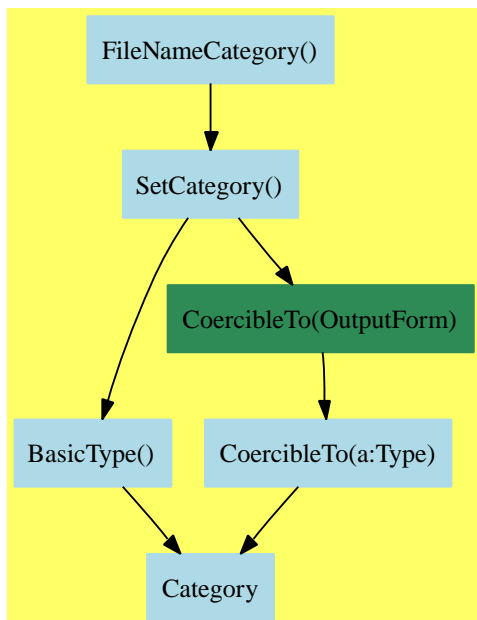 FileNameCategory()
SetCategory()
CoercibleTo(OutputForm)
BasicType()
CoercibleTo(a:Type)
Category